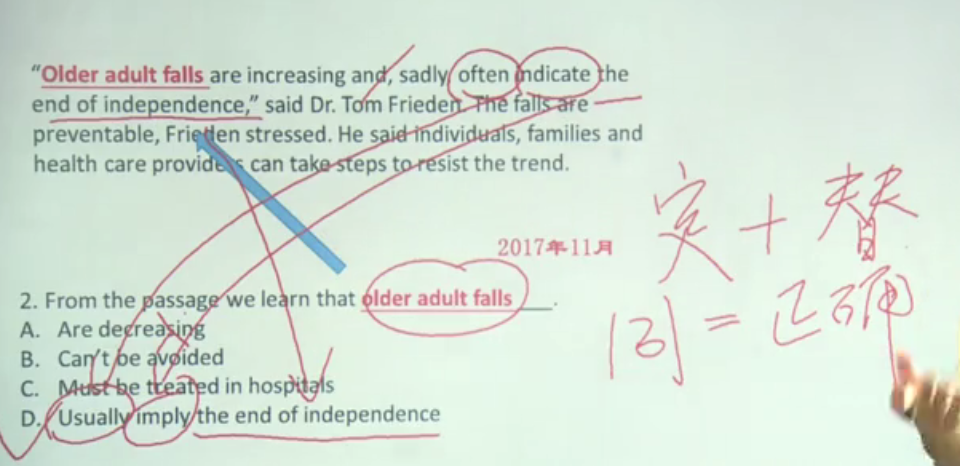 “Older adult falls are increasing and, sadly, often indicate the
end of independence,” said Dr. Tom Frieden. The falls are
preventable, Frieden stressed. He said individuals, families and
health care providers can take steps to resist the trend.
2017年11月
2. From the passage we learn that older adult falls___.
A. Are decreasing
B. Can't be avoided
C. Must be treated in hospitals
D. Usually imply the end of independence
+ 替
同 = 正确